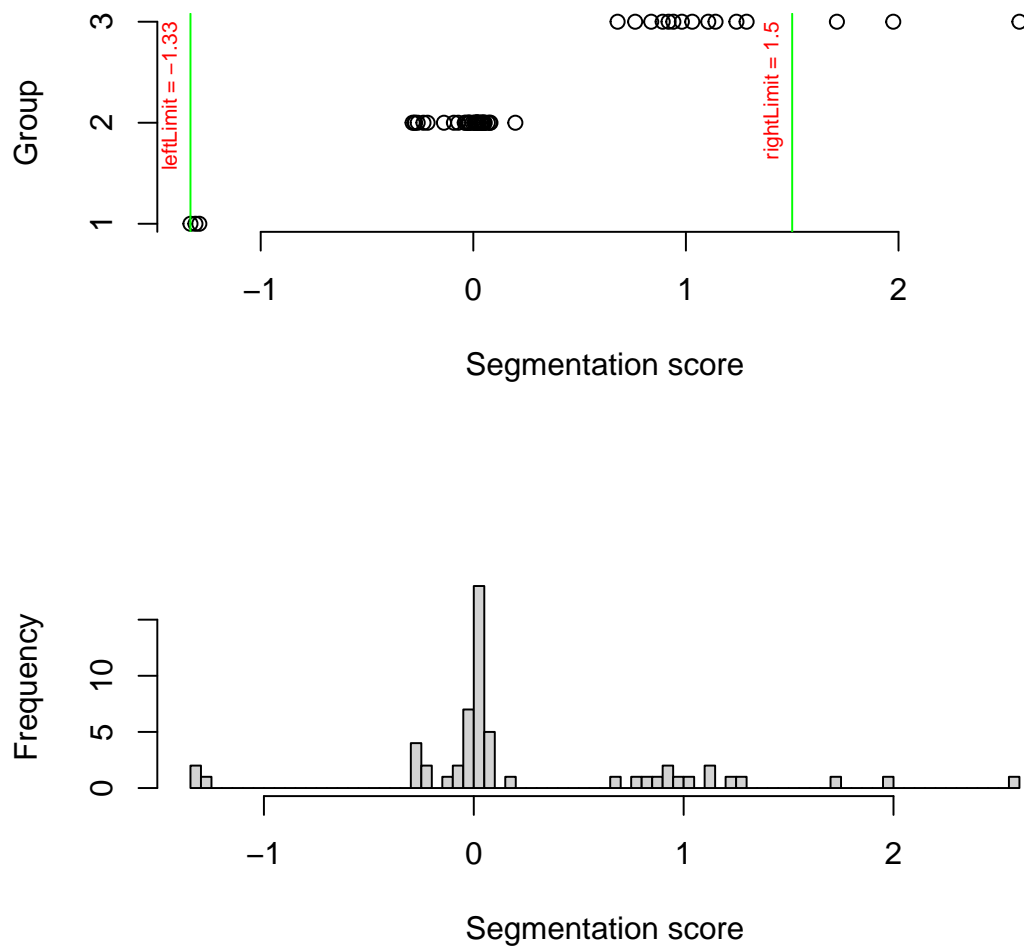 3
2
1
Group
leftLimit = −1.33
rightLimit = 1.5
−1 0 1 2
Segmentation score
10
5
0
Frequency
−1 0 1 2
Segmentation score